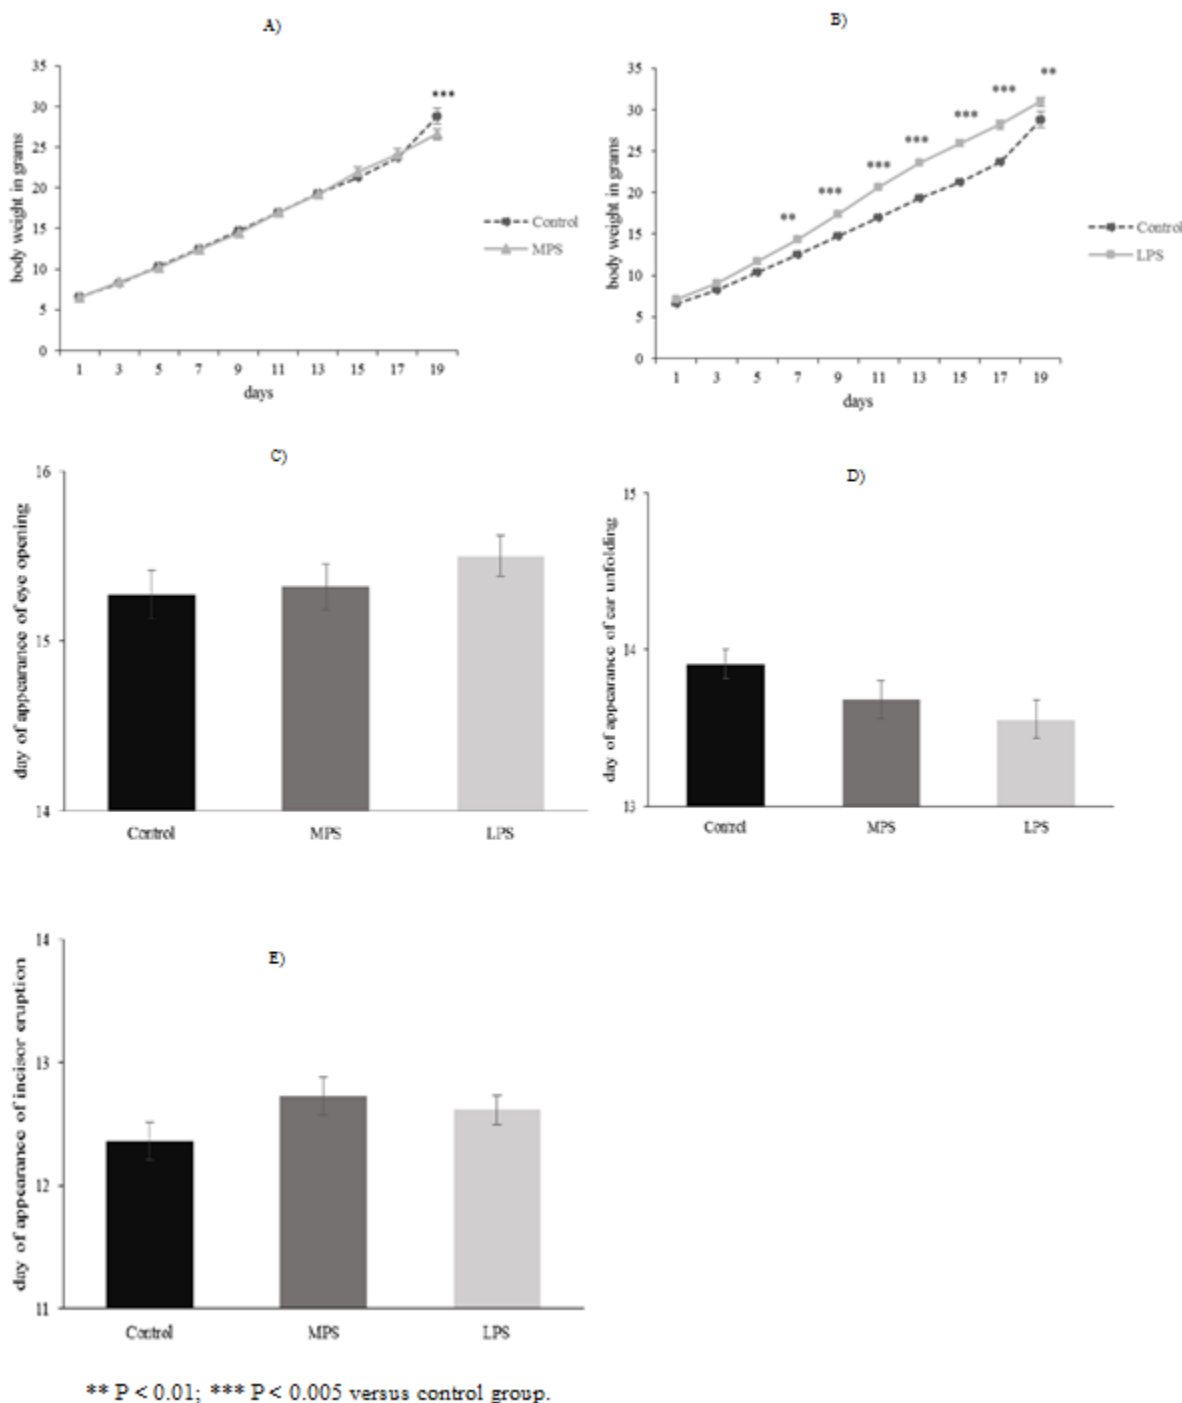 A)
35
30
25
20
15
10
5
0
body weight in grams
***
1 3 5 7 9 11 13 15 17 19
days
Control
MPS
B)
35
30
25
20
15
10
5
0
body weight in grams
** *** *** *** *** *** **
1 3 5 7 9 11 13 15 17 19
days
Control
LPS
C)
16
15
14
day of appearance of eye opening
Control MPS LPS
D)
15
14
13
day of appearance of ear unfolding
Control MPS LPS
E)
14
13
12
11
day of appearance of incisor eruption
Control MPS LPS
** P < 0.01; *** P < 0.005 versus control group.